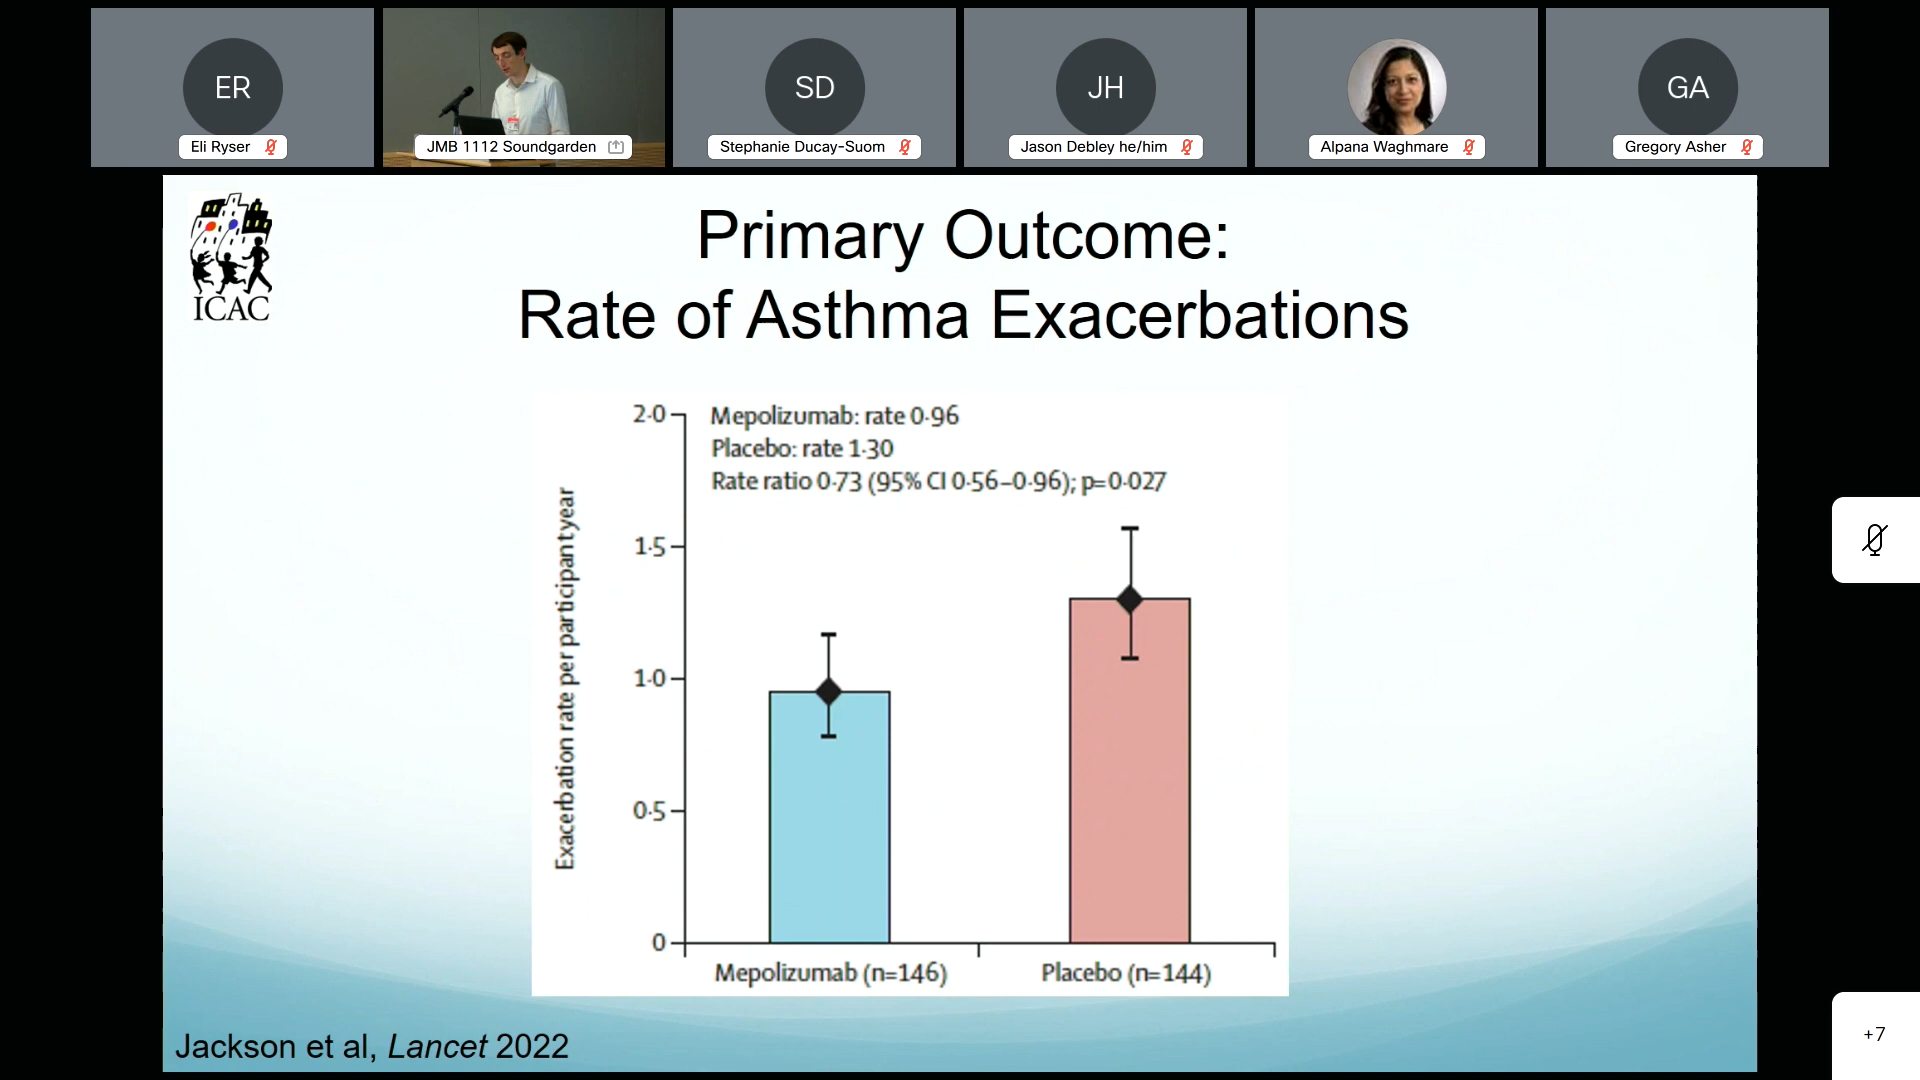 ER
SD
JH
GA
Eli Ryser
JMB 1112 Soundgarden
Stephanie Ducay-Suom
Jason Debley he/him
Alpana Waghmare
Gregory Asher
ICAC
Primary Outcome:
Rate of Asthma Exacerbations
Mepolizumab: rate 0·96
Placebo: rate 1·30
Rate ratio 0·73 (95% CI 0·56–0·96); p=0·027
Exacerbation rate per participant year
2·0
1·5
1·0
0·5
0
Mepolizumab (n=146)
Placebo (n=144)
Jackson et al, Lancet 2022
+7